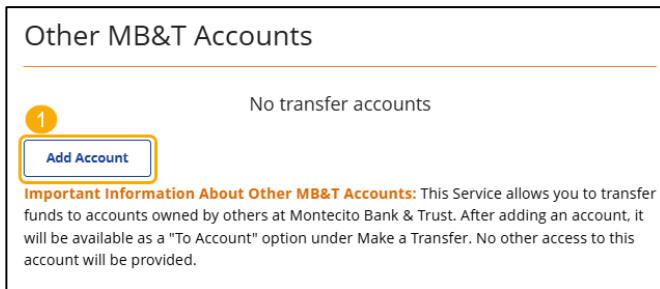 Other MB&T Accounts
No transfer accounts
1
Add Account
Important Information About Other MB&T Accounts: This Service allows you to transfer
funds to accounts owned by others at Montecito Bank & Trust. After adding an account, it
will be available as a "To Account" option under Make a Transfer. No other access to this
account will be provided.